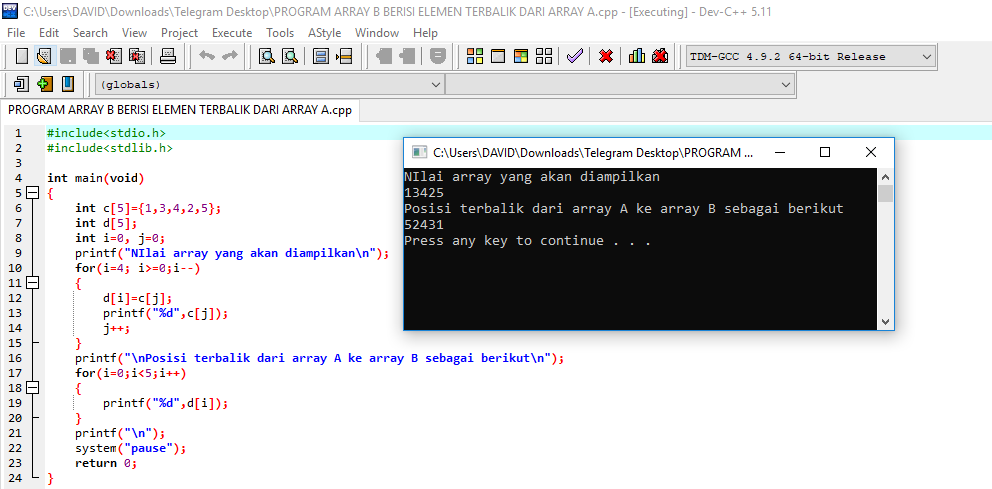 C:\Users\DAVID\Downloads\Telegram Desktop\PROGRAM ARRAY B BERISI ELEMEN TERBALIK DARI ARRAY A.cpp - [Executing] - Dev-C++ 5.11
File Edit Search View Project Execute Tools AStyle Window Help
TDM-GCC 4.9.2 64-bit Release
(globals)
PROGRAM ARRAY B BERISI ELEMEN TERBALIK DARI ARRAY A.cpp
1 #include<stdio.h>
2 #include<stdlib.h>
3
4 int main(void)
5 {
6 int c[5]={1,3,4,2,5};
7 int d[5];
8 int i=0, j=0;
9 printf("NIlai array yang akan diampilkan\n");
10 for(i=4; i>=0;i--)
11 {
12 d[i]=c[j];
13 printf("%d",c[j]);
14 j++;
15 }
16 printf("\nPosisi terbalik dari array A ke array B sebagai berikut\n");
17 for(i=0;i<5;i++)
18 {
19 printf("%d",d[i]);
20 }
21 printf("\n");
22 system("pause");
23 return 0;
24 }
C:\Users\DAVID\Downloads\Telegram Desktop\PROGRAM ...
NIlai array yang akan diampilkan
13425
Posisi terbalik dari array A ke array B sebagai berikut
52431
Press any key to continue . . .